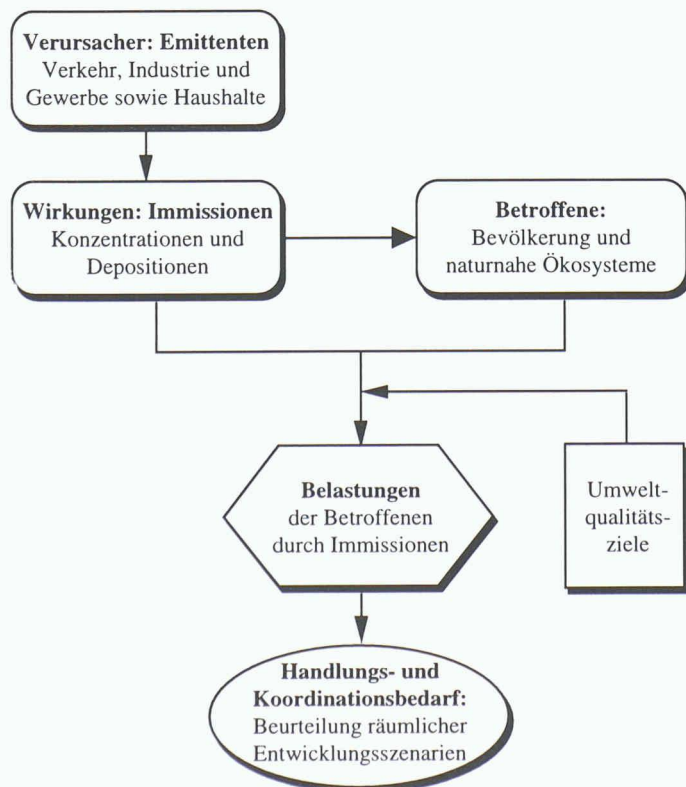 Verursacher: Emittenten
Verkehr, Industrie und
Gewerbe sowie Haushalte
Wirkungen: Immissionen
Konzentrationen und
Depositionen
Betroffene:
Bevölkerung und
naturnahe Ökosysteme
Belastungen
der Betroffenen
durch Immissionen
Umwelt-
qualitäts-
ziele
Handlungs- und
Koordinationsbedarf:
Beurteilung räumlicher
Entwicklungsszenarien